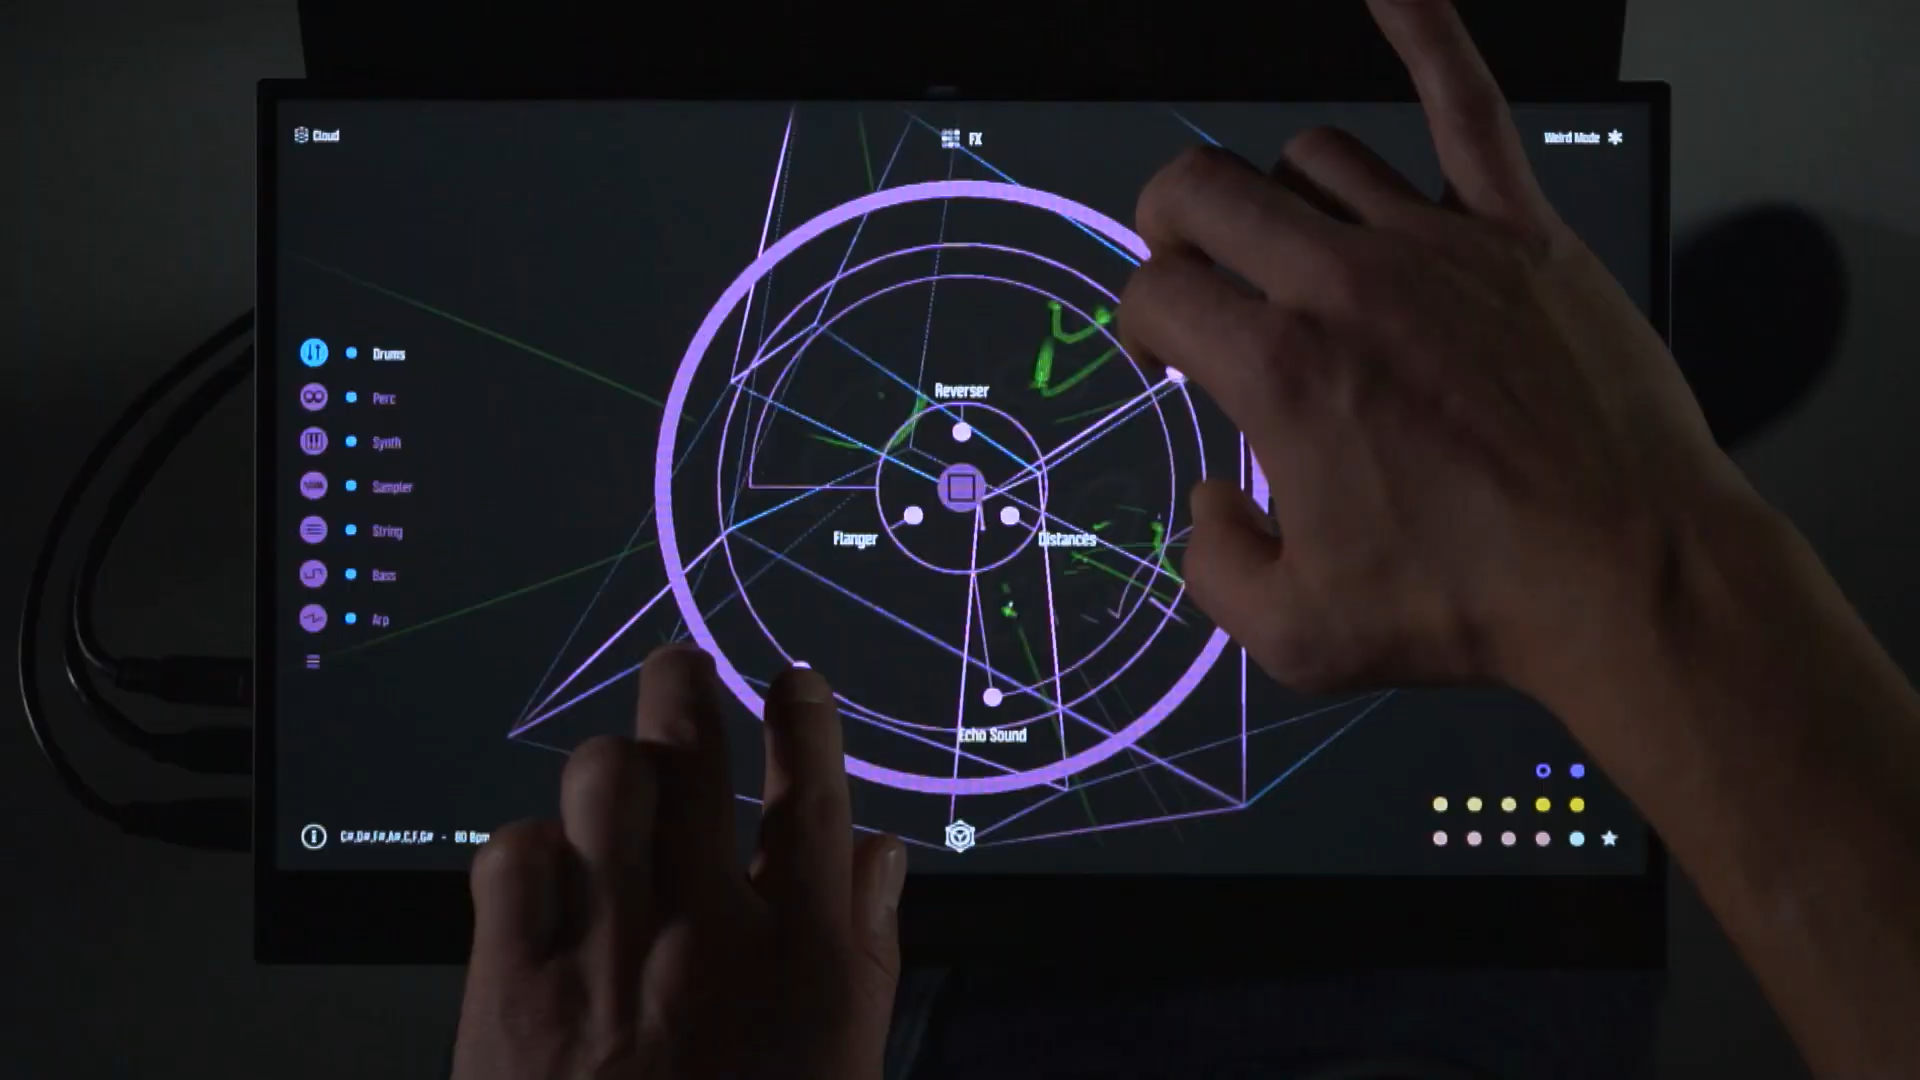 Cloud
FX
Weird Mode
Drums
Perc
Synth
Sampler
String
Bass
Arp
Reverser
Flanger
Distances
Echo Sound
C#,D#,F#,A#,C,F,G# - 80 Bpm